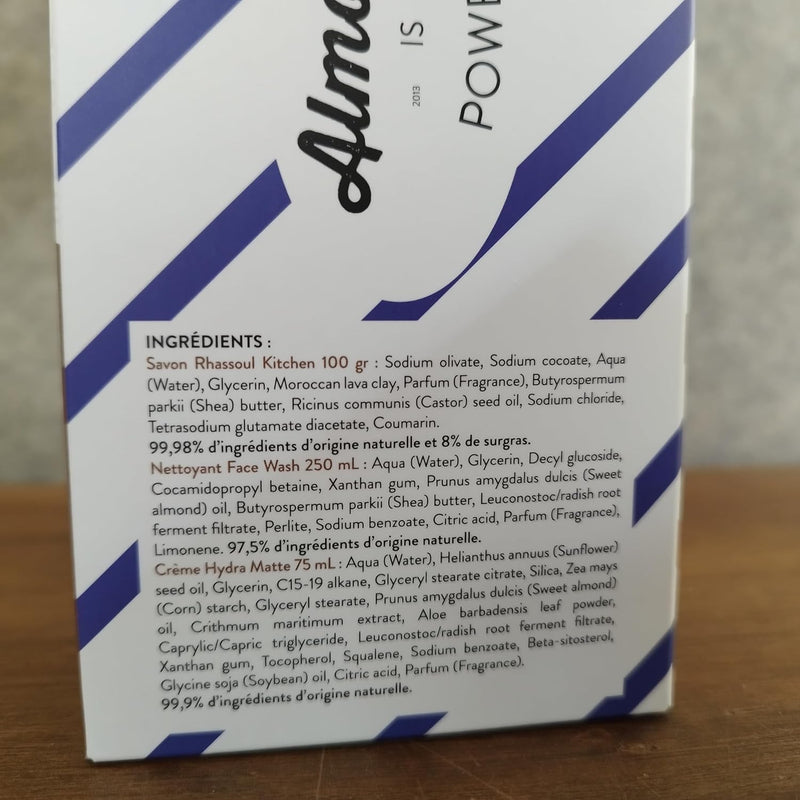 Alm
2013
IS
POWE
INGRÉDIENTS :
Savon Rhassoul Kitchen 100 gr : Sodium olivate, Sodium cocoate, Aqua
(Water), Glycerin, Moroccan lava clay, Parfum (Fragrance), Butyrospermum
parkii (Shea) butter, Ricinus communis (Castor) seed oil, Sodium chloride,
Tetrasodium glutamate diacetate, Coumarin.
99,98% d'ingrédients d'origine naturelle et 8% de surgras.
Nettoyant Face Wash 250 mL : Aqua (Water), Glycerin, Decyl glucoside,
Cocamidopropyl betaine, Xanthan gum, Prunus amygdalus dulcis (Sweet
almond) oil, Butyrospermum parkii (Shea) butter, Leuconostoc/radish root
ferment filtrate, Perlite, Sodium benzoate, Citric acid, Parfum (Fragrance),
Limonene. 97,5% d'ingrédients d'origine naturelle.
Crème Hydra Matte 75 mL : Aqua (Water), Helianthus annuus (Sunflower)
seed oil, Glycerin, C15-19 alkane, Glyceryl stearate citrate, Silica, Zea mays
(Corn) starch, Glyceryl stearate, Prunus amygdalus dulcis (Sweet almond)
oil, Crithmum maritimum extract, Aloe barbadensis leaf powder,
Caprylic/Capric triglyceride, Leuconostoc/radish root ferment filtrate,
Xanthan gum, Tocopherol, Squalene, Sodium benzoate, Beta-sitosterol,
Glycine soja (Soybean) oil, Citric acid, Parfum (Fragrance).
99,9% d'ingrédients d'origine naturelle.